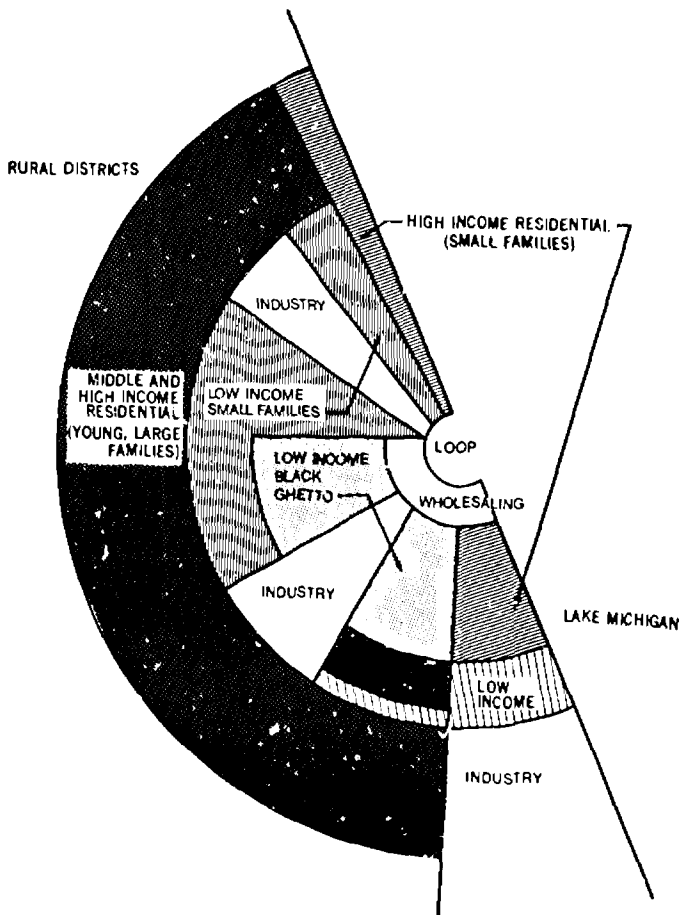 RURAL DISTRICTS
HIGH INCOME RESIDENTIAL
(SMALL FAMILIES)
INDUSTRY
MIDDLE AND
HIGH INCOME
RESIDENTIAL
(YOUNG, LARGE
FAMILIES)
LOW INCOME
SMALL FAMILIES
LOOP
LOW INCOME
BLACK
GHETTO
WHOLESALING
INDUSTRY
LAKE MICHIGAN
LOW
INCOME
INDUSTRY